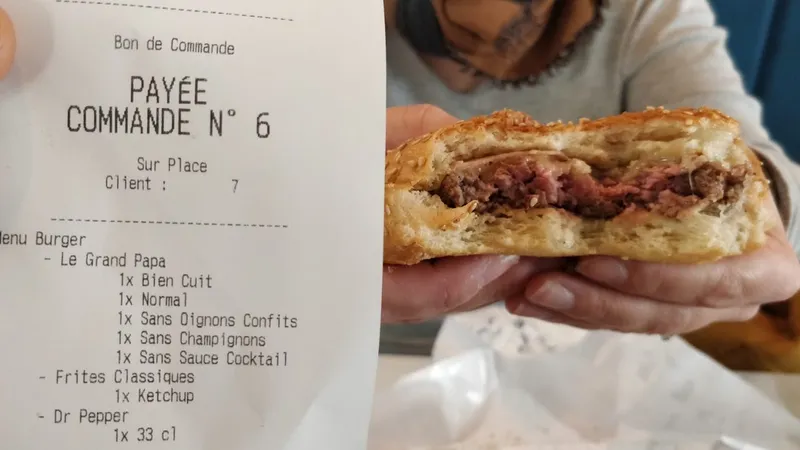 Bon de Commande
PAYÉE
COMMANDE N° 6
Sur Place
Client : 7
enu Burger
- Le Grand Papa
1x Bien Cuit
1x Normal
1x Sans Oignons Confits
1x Sans Champignons
1x Sans Sauce Cocktail
- Frites Classiques
1x Ketchup
- Dr Pepper
1x 33 cl